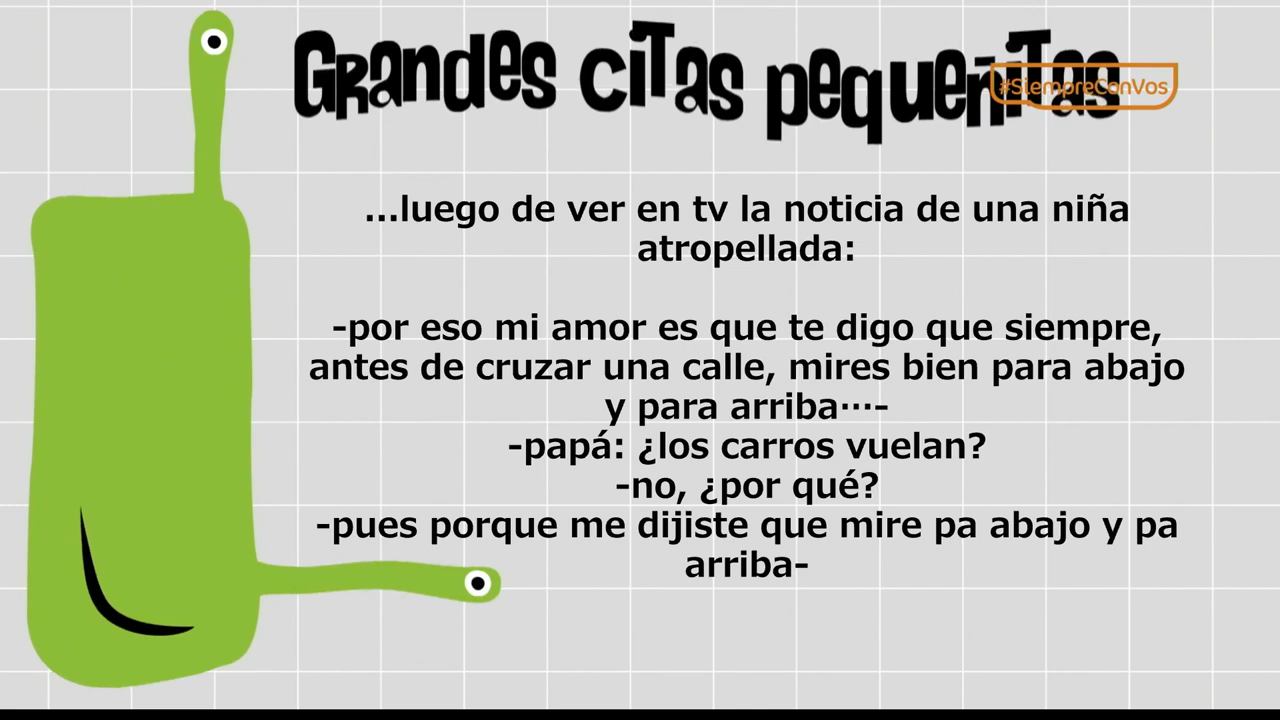 Grandes citas pequeñitas
#SiempreConVos
...luego de ver en tv la noticia de una niña
atropellada:
-por eso mi amor es que te digo que siempre,
antes de cruzar una calle, mires bien para abajo
y para arriba···-
-papá: ¿los carros vuelan?
-no, ¿por qué?
-pues porque me dijiste que mire pa abajo y pa
arriba-